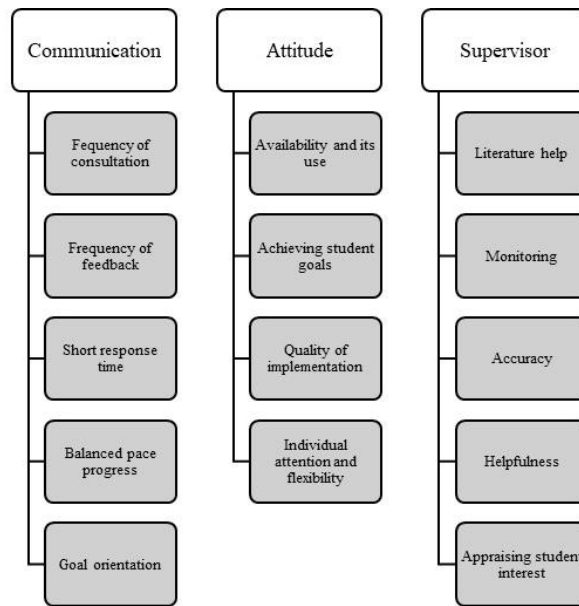 Communication
Fequency of
consultation
Frequency of
feedback
Short response
time
Balanced pace
progress
Goal orientation
Attitude
Availability and its
use
Achieving student
goals
Quality of
implementation
Individual
attention and
flexibility
Supervisor
Literature help
Monitoring
Accuracy
Helpfulness
Appraising student
interest